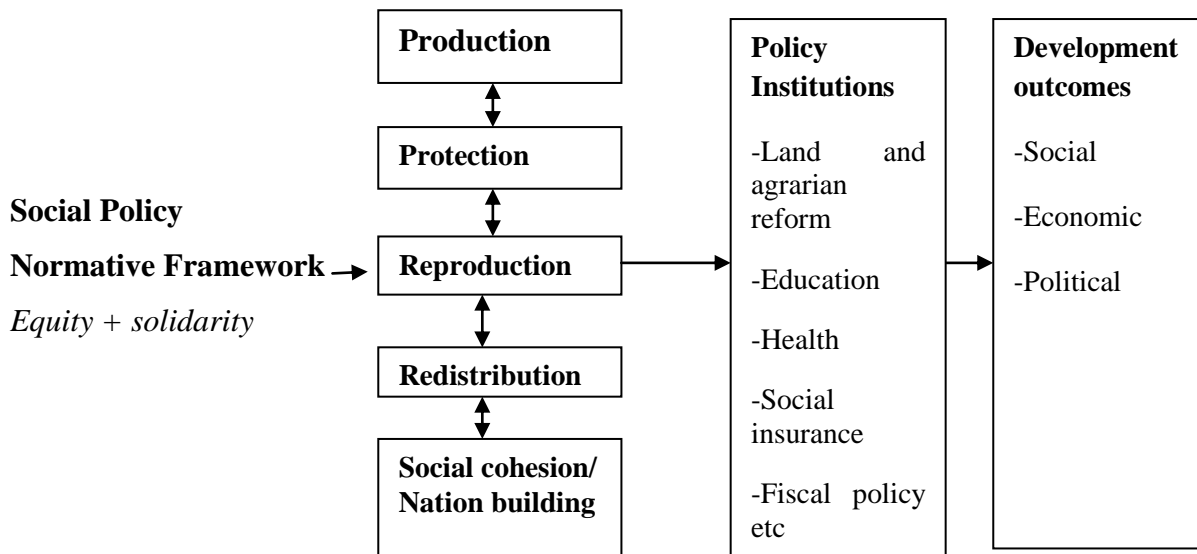 Social Policy
Normative Framework
Equity + solidarity
Production
Protection
Reproduction
Redistribution
Social cohesion/
Nation building
Policy
Institutions
-Land and
agrarian
reform
-Education
-Health
-Social
insurance
-Fiscal policy
etc
Development
outcomes
-Social
-Economic
-Political